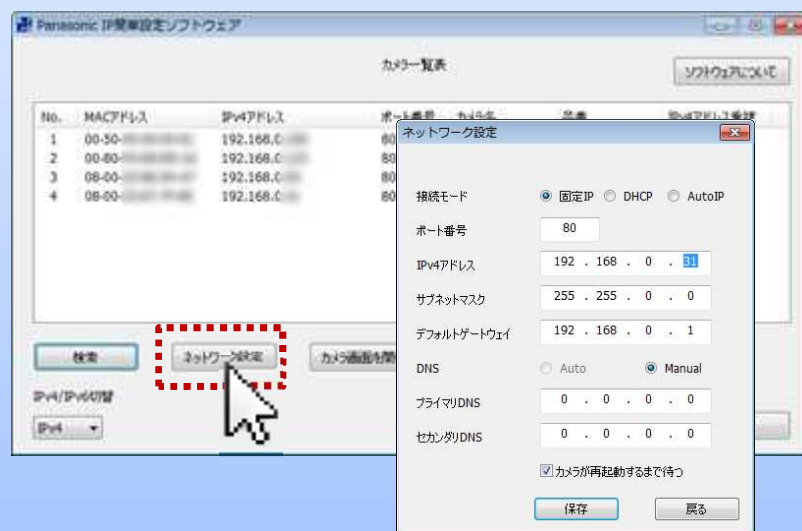 Panasonic IP簡単設定ソフトウェア
カメラ一覧表
ソフトウェアについて
No. MACアドレス IPv4アドレス ポート番号 カメラ名 品番
1 00-50- 192.168.0 80
2 00-80- 192.168.0 80
3 08-00- 192.168.0 80
4 08-00- 192.168.0 80
検索 ネットワーク設定 カメラ画面を開
IPv4/IPv6切替
IPv4
ネットワーク設定
接続モード 固定IP DHCP AutoIP
ポート番号 80
IPv4アドレス 192 . 168 . 0 . 31
サブネットマスク 255 . 255 . 0 . 0
デフォルトゲートウェイ 192 . 168 . 0 . 1
DNS Auto Manual
プライマリDNS 0 . 0 . 0 . 0
セカンダリDNS 0 . 0 . 0 . 0
カメラが再起動するまで待つ
保存 戻る